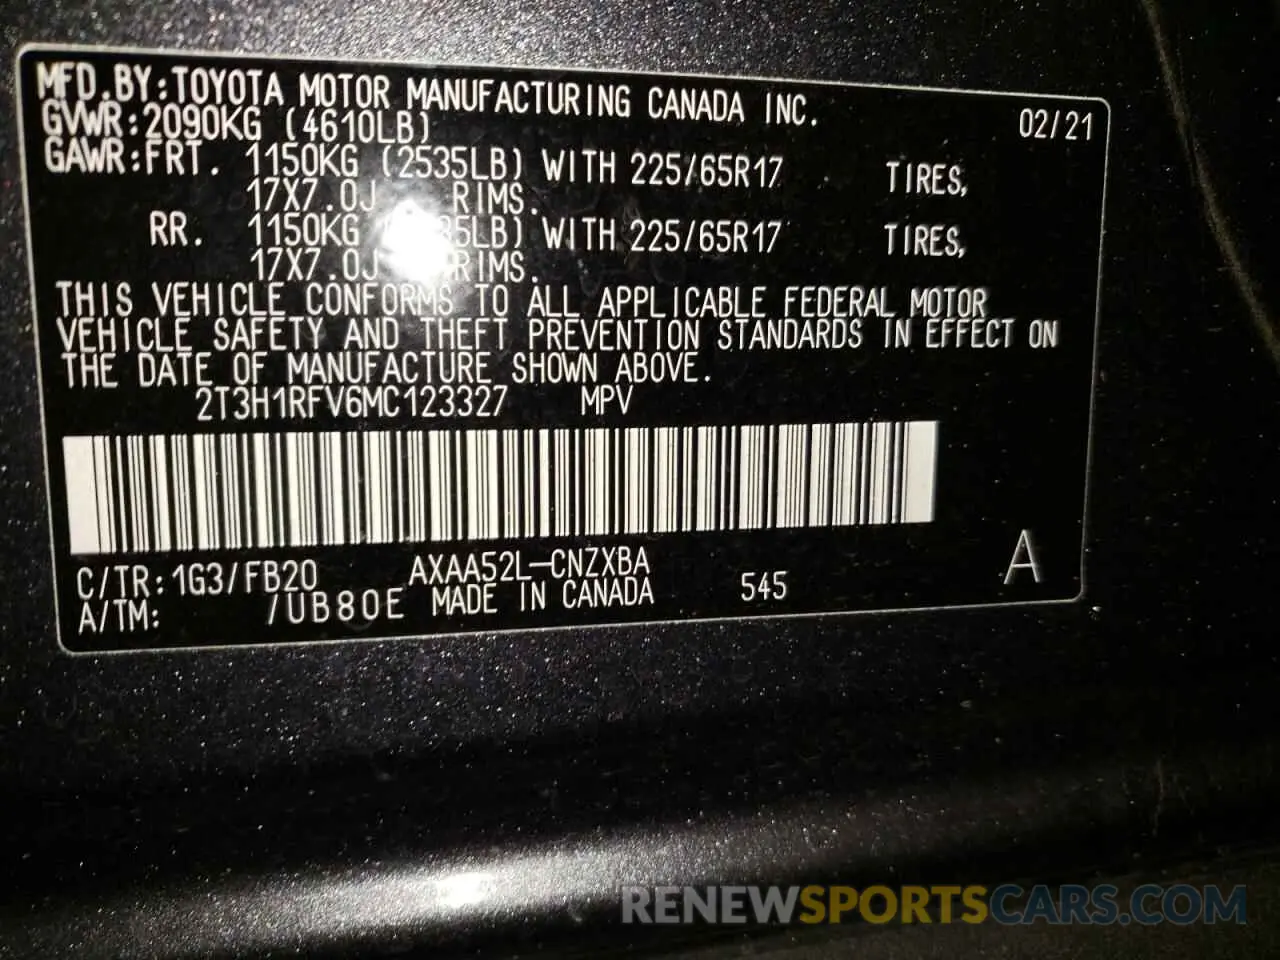 MFD.BY:TOYOTA MOTOR MANUFACTURING CANADA INC. 02/21
GVWR:2090KG (4610LB)
GAWR:FRT. 1150KG (2535LB) WITH 225/65R17 TIRES,
17X7.0J RIMS.
RR. 1150KG WITH 225/65R17 TIRES,
17X7.0J RIMS.
THIS VEHICLE CONFORMS TO ALL APPLICABLE FEDERAL MOTOR
VEHICLE SAFETY AND THEFT PREVENTION STANDARDS IN EFFECT ON
THE DATE OF MANUFACTURE SHOWN ABOVE.
2T3H1RFV6MC123327 MPV
C/TR:1G3/FB20 AXAA52L-CNZXBA
A/TM: /UB80E MADE IN CANADA 545 A
RENEWSPORTSCARS.COM